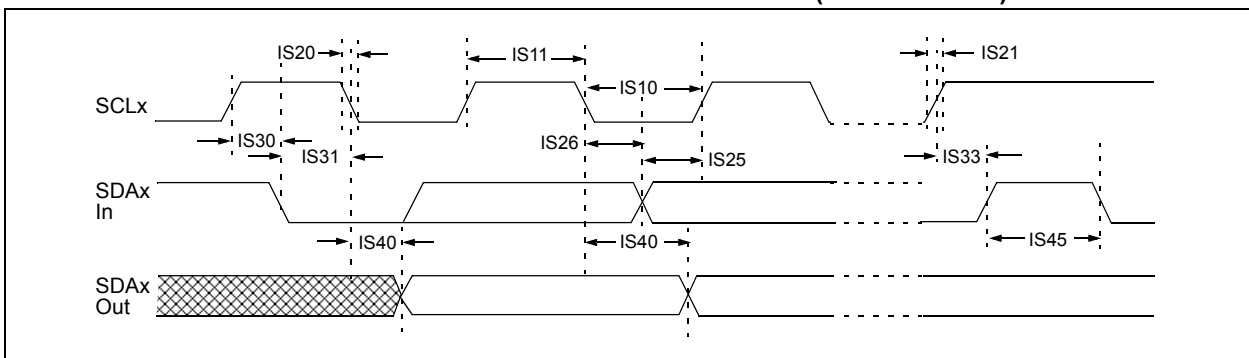 IS20
IS11
IS21
SCLx
IS10
IS30
IS31
IS26
IS25
IS33
SDAx
In
IS40
IS40
IS45
SDAx
Out